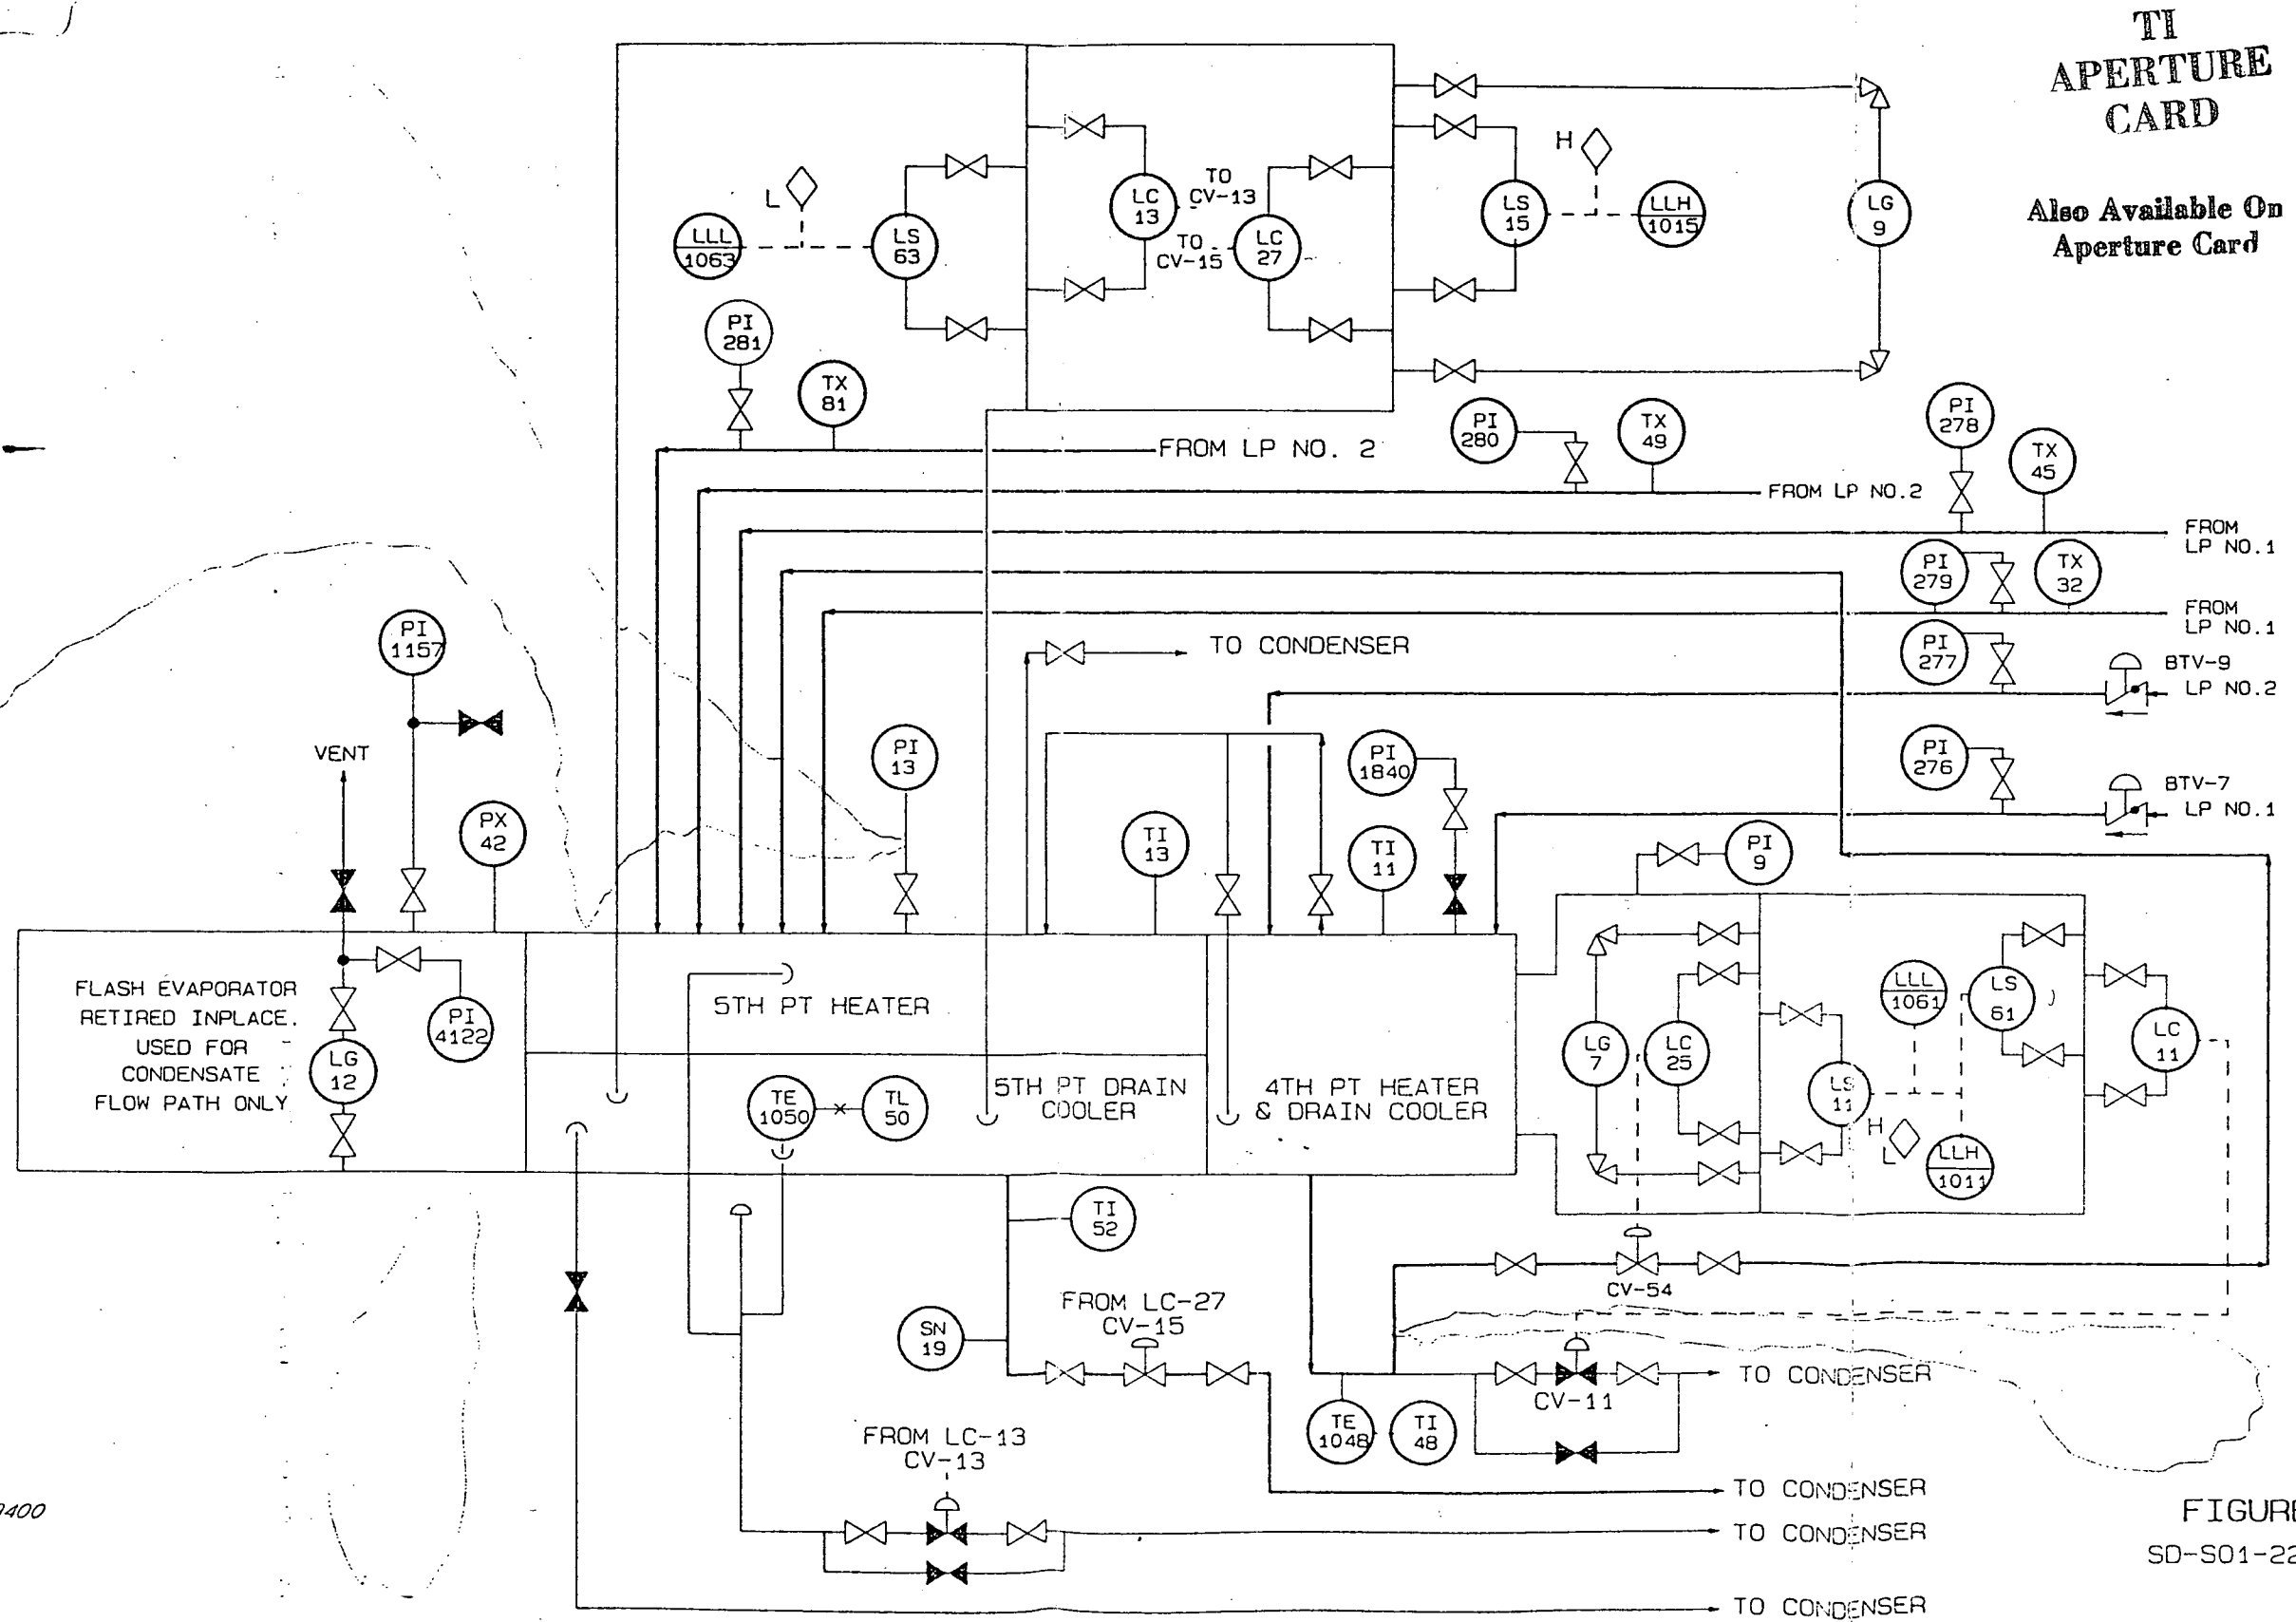 TI
APERTURE
CARD
Also Available On
Aperture Card
L
LLL
1063
LS
63
LC
13
TO
CV-13
TO
CV-15
LC
27
H
LS
15
LLH
1015
LG
9
PI
281
TX
81
FROM LP NO. 2
PI
280
TX
49
FROM LP NO.2
PI
278
TX
45
FROM
LP NO.1
PI
279
TX
32
FROM
LP NO.1
PI
277
BTV-9
LP NO.2
PI
276
BTV-7
LP NO.1
TO CONDENSER
PI
1157
VENT
PX
42
PI
13
TI
13
PI
1840
TI
11
PI
9
FLASH EVAPORATOR
RETIRED INPLACE.
USED FOR
CONDENSATE
FLOW PATH ONLY
LG
12
PI
4122
5TH PT HEATER
TE
1050
TL
50
5TH PT DRAIN
COOLER
4TH PT HEATER
& DRAIN COOLER
LG
7
LC
25
LS
11
H
L
LLL
1061
LLH
1011
LS
61
LC
11
TI
52
SN
19
FROM LC-27
CV-15
CV-54
CV-11
TO CONDENSER
TE
1048
TI
48
FROM LC-13
CV-13
TO CONDENSER
TO CONDENSER
TO CONDENSER
9400
FIGURE
SD-S01-22